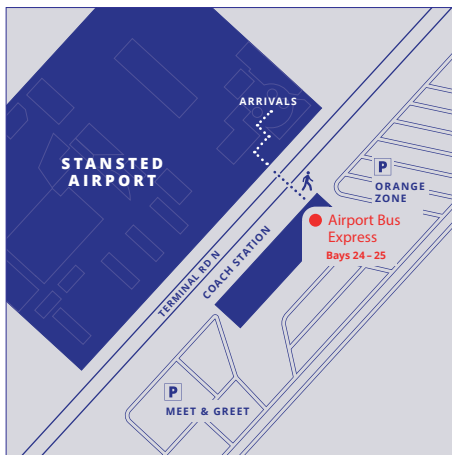 ARRIVALS
STANSTED
AIRPORT
P
ORANGE
ZONE
Airport Bus
Express
Bays 24 – 25
TERMINAL RD N
COACH STATION
P
MEET & GREET